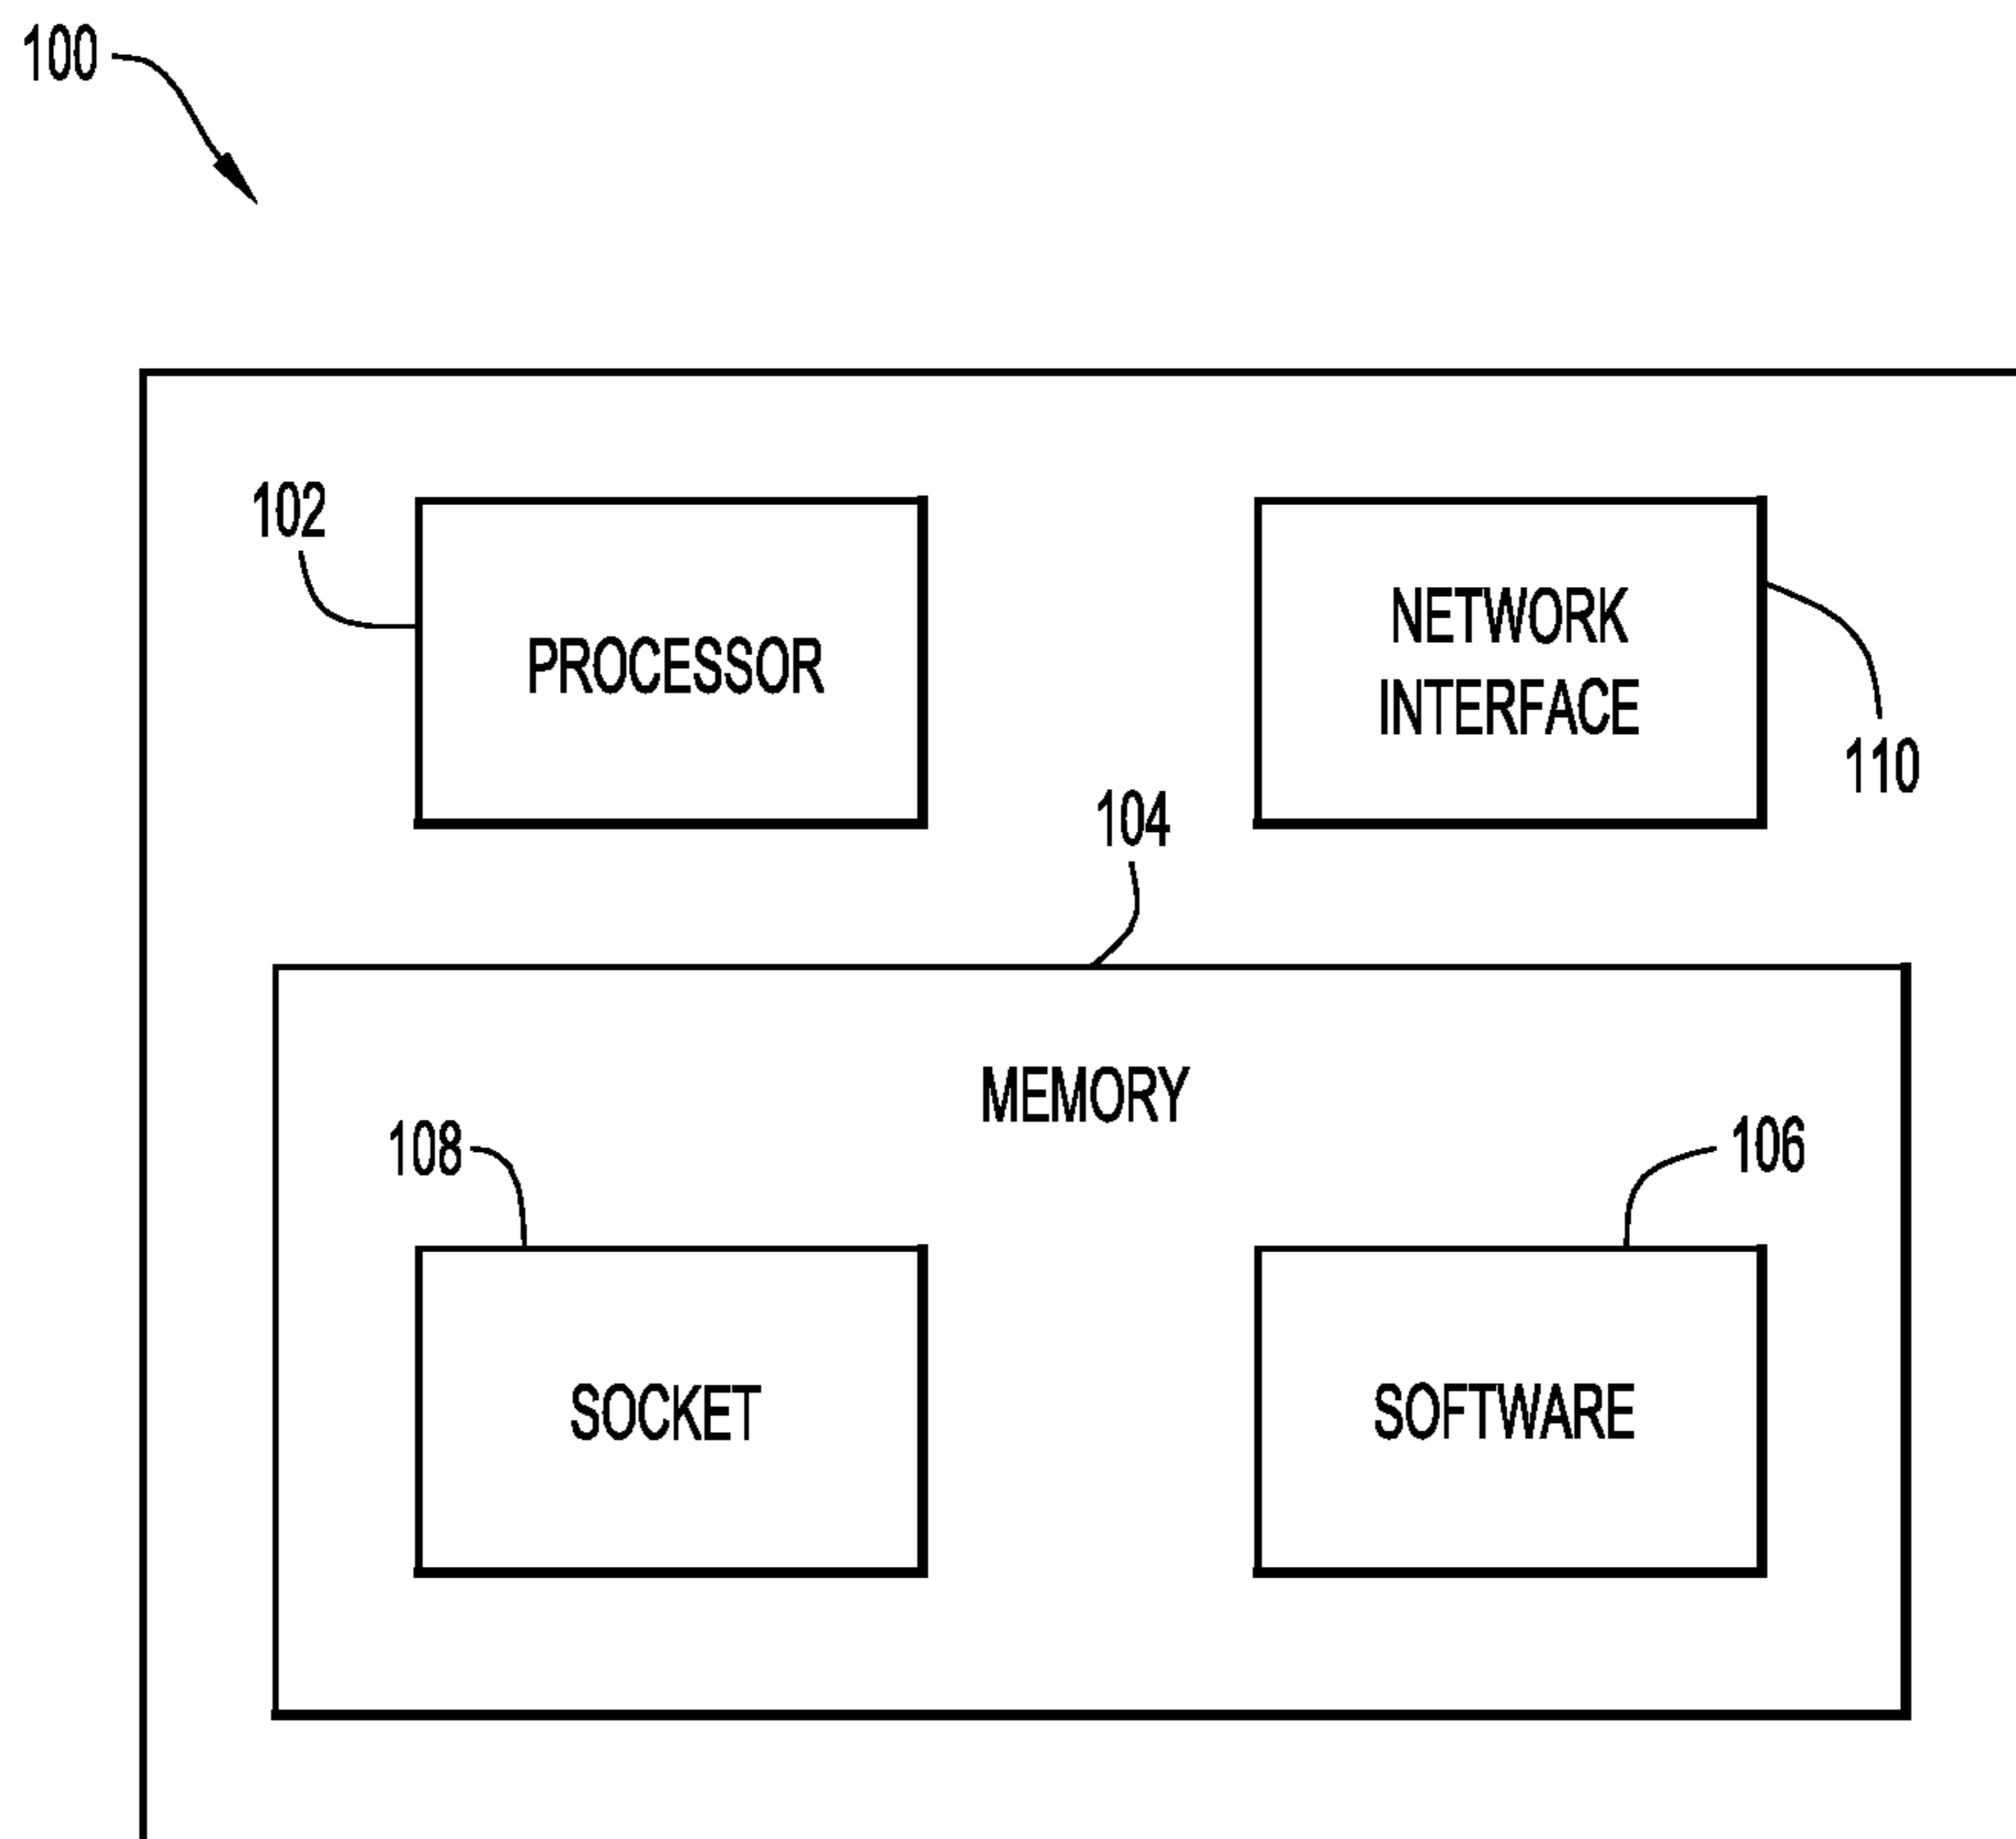 100
102
PROCESSOR
NETWORK
INTERFACE
110
104
MEMORY
108
106
SOCKET
SOFTWARE